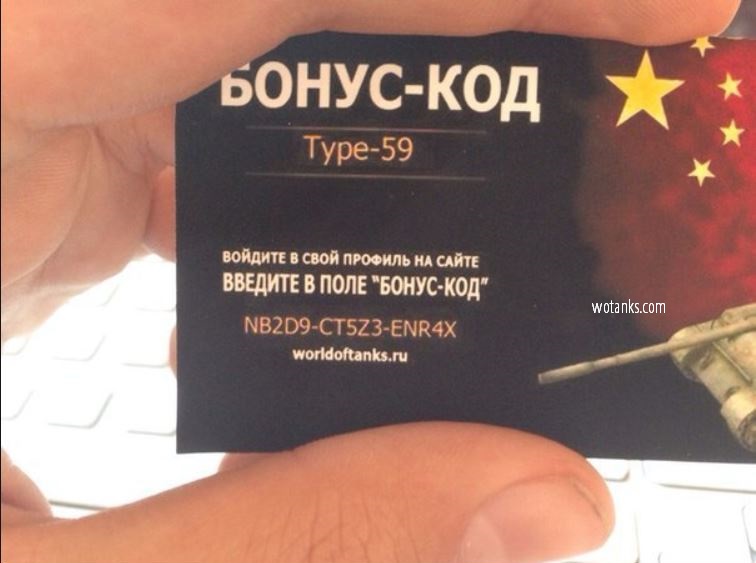 БОНУС-КОД
Type-59
ВОЙДИТЕ В СВОЙ ПРОФИЛЬ НА САЙТЕ
ВВЕДИТЕ В ПОЛЕ "БОНУС-КОД"
NB2D9-CT5Z3-ENR4X
worldoftanks.ru
wotanks.com